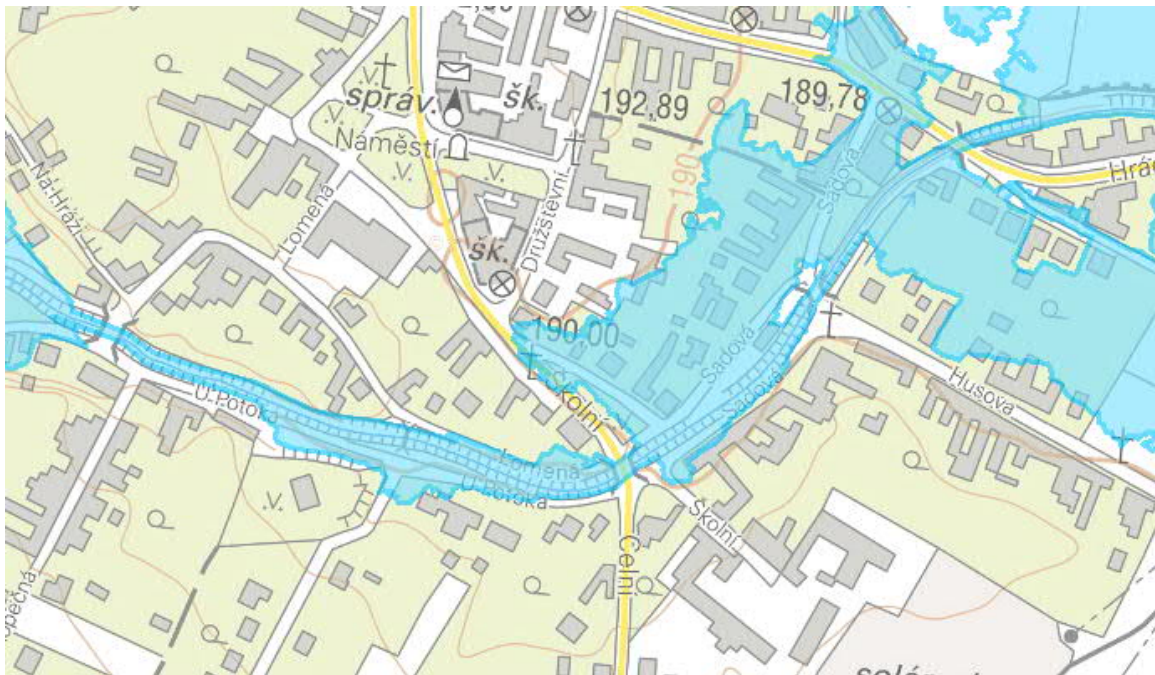 správ.
šk.
.V.
Náměstí
.V.
.V.
192,89
189,78
190
Hrá
Na Hrázi
Lomená
Družstevní
Sadová
šk.
190,00
Školní
Sadová
Sadová
Husova
U Potoka
Lomená
U Potoka
.V.
Školní
Celní